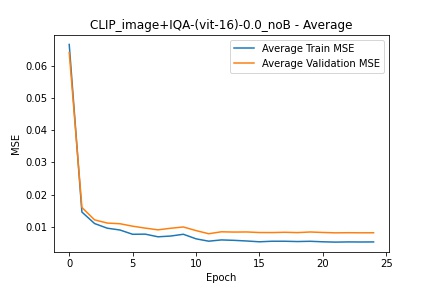 CLIP_image+IQA-(vit-16)-0.0_noB - Average
Average Train MSE
Average Validation MSE
0.06
0.05
0.04
0.03
0.02
0.01
MSE
0 5 10 15 20 25
Epoch